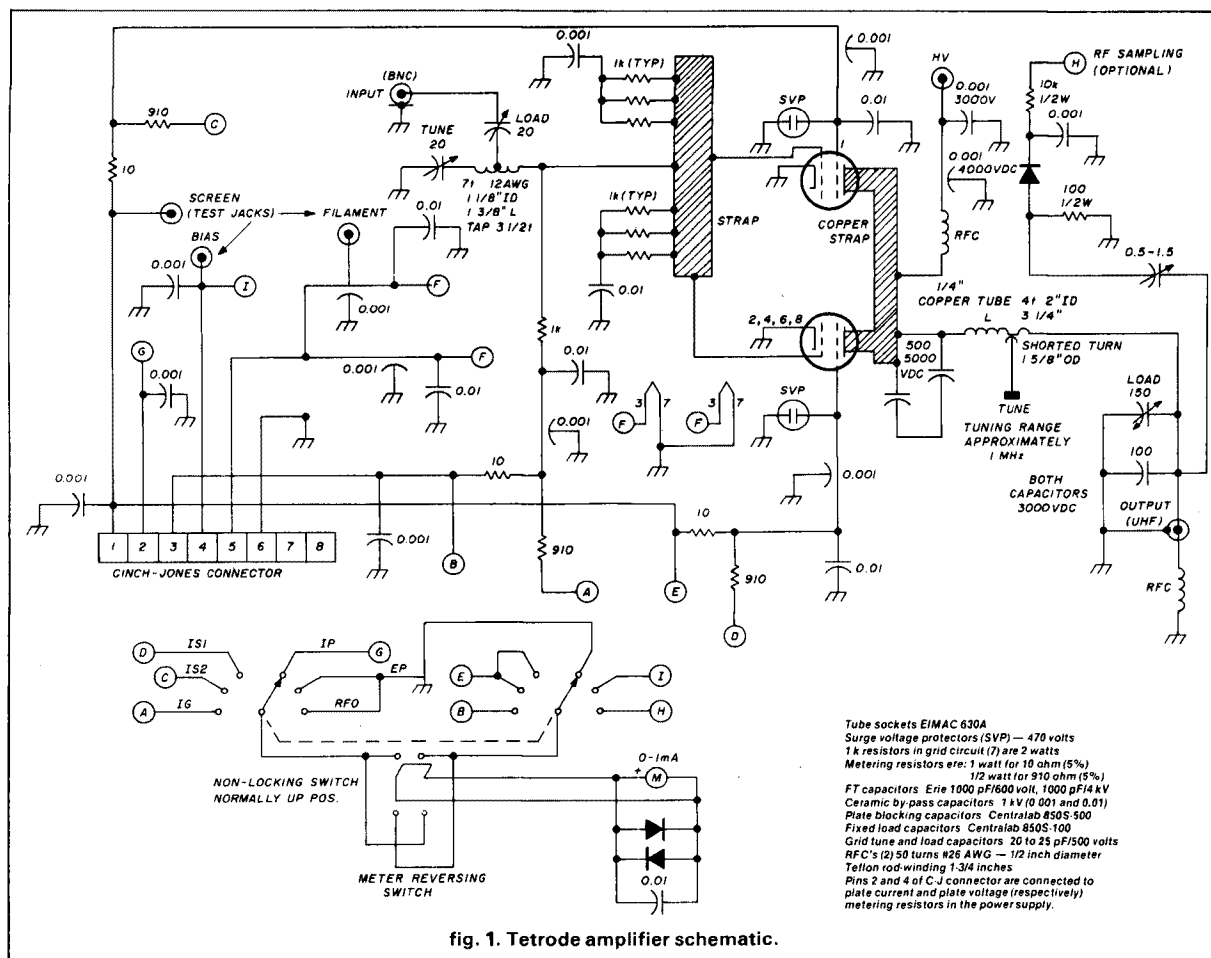 0.001
1k (TYP)
0.001
HV
H
RF SAMPLING
(OPTIONAL)
(BNC)
INPUT
SVP
0.01
0.001
3000V
10k
1/2W
0.001
910
C
LOAD
20
TUNE
20
1
0.001
4000VDC
10
7t 12AWG
1 1/8" ID
1 3/8" L
TAP 3 1/2t
1k (TYP)
100
1/2 W
SCREEN
(TEST JACKS)
FILAMENT
0.01
STRAP
COPPER
STRAP
RFC
BIAS
0.5-1.5
0.001
I
F
0.001
0.01
1/4"
COPPER TUBE 4t 2"ID
L 3 1/4"
2, 4, 6, 8
G
1k
500
5000
VDC
SHORTED TURN
1 5/8" OD
0.001
0.001
F
0.01
0.01
SVP
LOAD
150
3 7
F
3 7
F
TUNE
TUNING RANGE
APPROXIMATELY
1 MHz
0.001
100
0.001
10
0.001
BOTH
CAPACITORS
3000VDC
OUTPUT
(UHF)
10
1 2 3 4 5 6 7 8
CINCH-JONES CONNECTOR
0.001
B
910
A
E
910
0.01
RFC
D
D IS1
IP G
C IS2
EP
E
I
A IG
RFO
B
H
NON-LOCKING SWITCH
NORMALLY UP POS.
0-1mA
+ M
METER REVERSING
SWITCH
0.01
Tube sockets EIMAC 630A
Surge voltage protectors (SVP) — 470 volts
1 k resistors in grid circuit (7) are 2 watts
Metering resistors ere: 1 watt for 10 ohm (5%)
1/2 watt for 910 ohm (5%)
FT capacitors Erie 1000 pF/600 volt, 1000 pF/4 kV
Ceramic by-pass capacitors 1 kV (0 001 and 0.01)
Plate blocking capacitors Centralab 850S-500
Fixed load capacitors Centralab 850S-100
Grid tune and load capacitors 20 to 25 pF/500 volts
RFC's (2) 50 turns #26 AWG — 1/2 inch diameter
Teflon rod-winding 1-3/4 inches
Pins 2 and 4 of C-J connector are connected to
plate current and plate voltage (respectively)
metering resistors in the power supply.
fig. 1. Tetrode amplifier schematic.